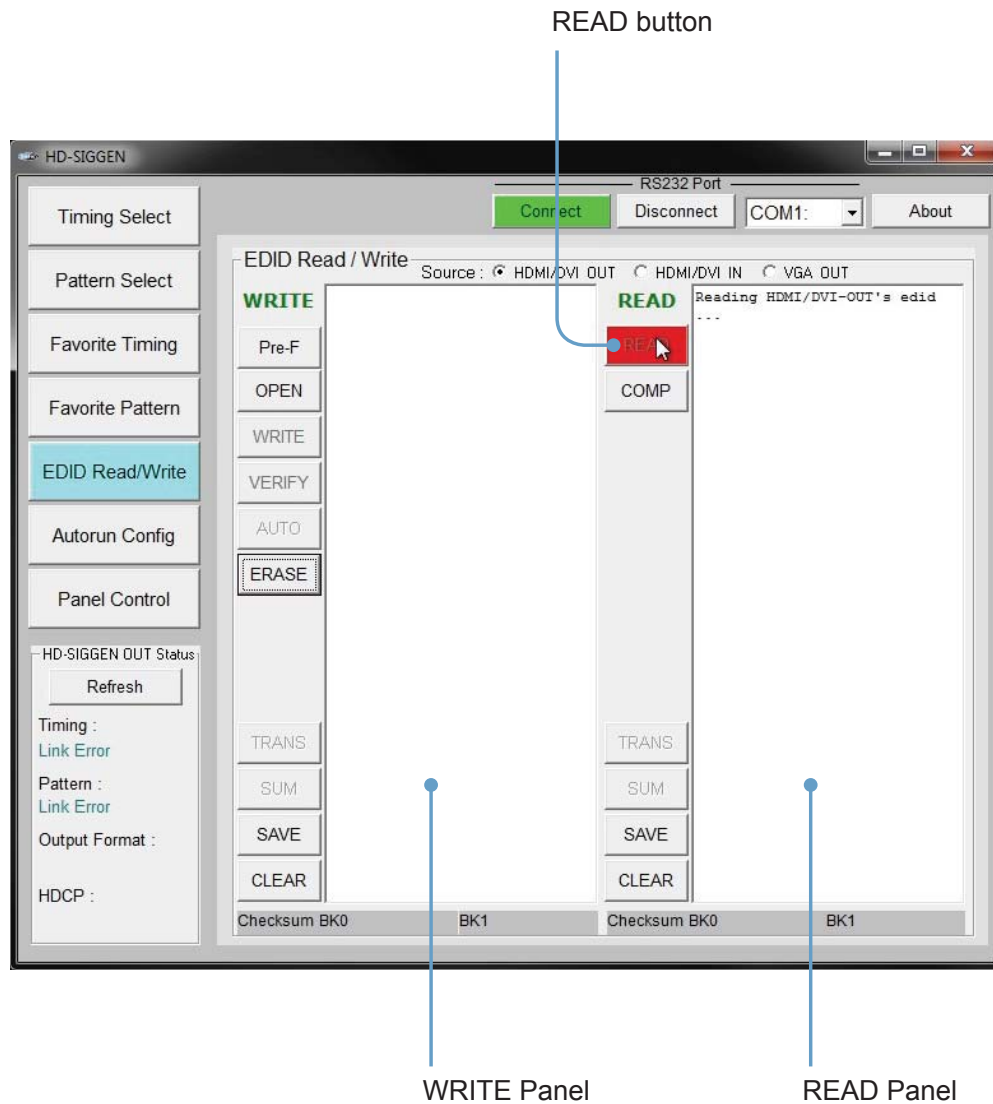 READ button
HD-SIGGEN
RS232 Port
Connect Disconnect COM1: About
Timing Select
Pattern Select
Favorite Timing
Favorite Pattern
EDID Read/Write
Autorun Config
Panel Control
HD-SIGGEN OUT Status
Refresh
Timing :
Link Error
Pattern :
Link Error
Output Format :
HDCP :
EDID Read / Write
Source : HDMI/DVI OUT HDMI/DVI IN VGA OUT
WRITE
Pre-F
OPEN
WRITE
VERIFY
AUTO
ERASE
TRANS
SUM
SAVE
CLEAR
Checksum BK0 BK1
READ
READ
COMP
TRANS
SUM
SAVE
CLEAR
Checksum BK0 BK1
Reading HDMI/DVI-OUT's edid
...
WRITE Panel
READ Panel